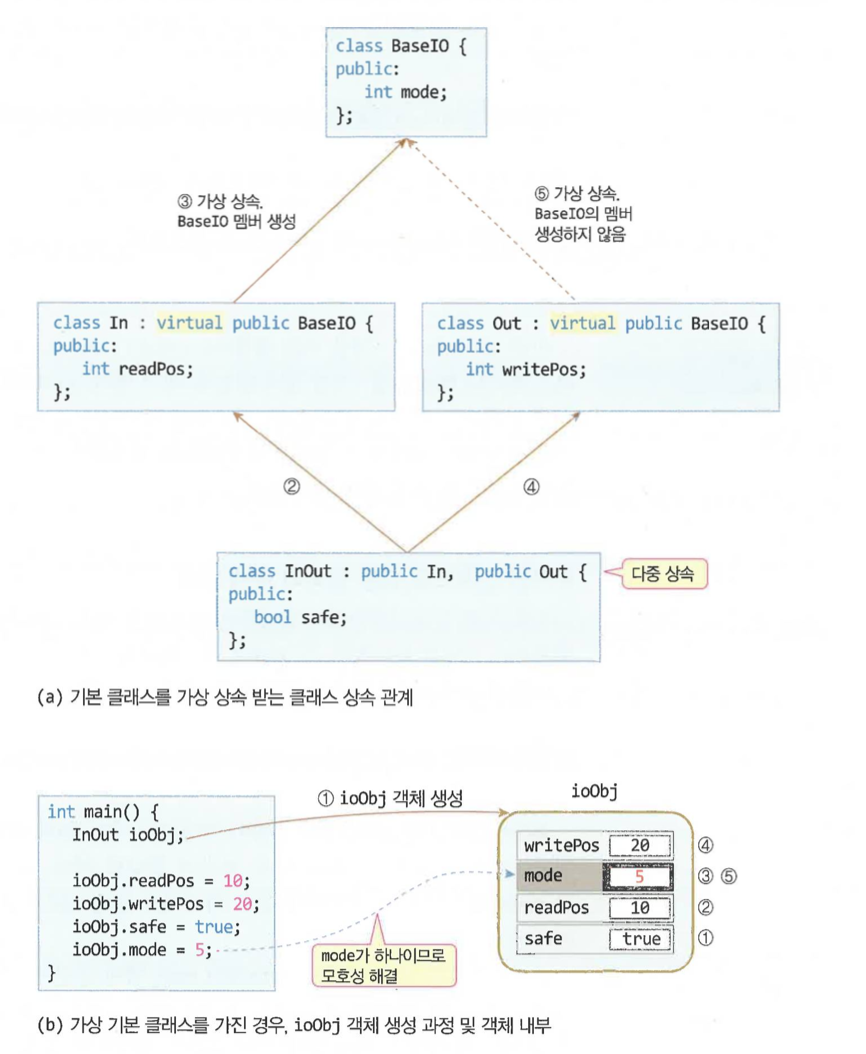 class BaseIO {
public:
int mode;
};
③ 가상 상속.
BaseIO 멤버 생성
⑤ 가상 상속.
BaseIO의 멤버
생성하지 않음
class In : virtual public BaseIO {
public:
int readPos;
};
class Out : virtual public BaseIO {
public:
int writePos;
};
②
④
class InOut : public In, public Out {
public:
bool safe;
};
다중 상속
(a) 기본 클래스를 가상 상속 받는 클래스 상속 관계
int main() {
InOut ioObj;
ioObj.readPos = 10;
ioObj.writePos = 20;
ioObj.safe = true;
ioObj.mode = 5;
}
① ioObj 객체 생성
mode가 하나이므로
모호성 해결
ioObj
writePos 20 ④
mode 5 ③ ⑤
readPos 10 ②
safe true ①
(b) 가상 기본 클래스를 가진 경우, ioObj 객체 생성 과정 및 객체 내부